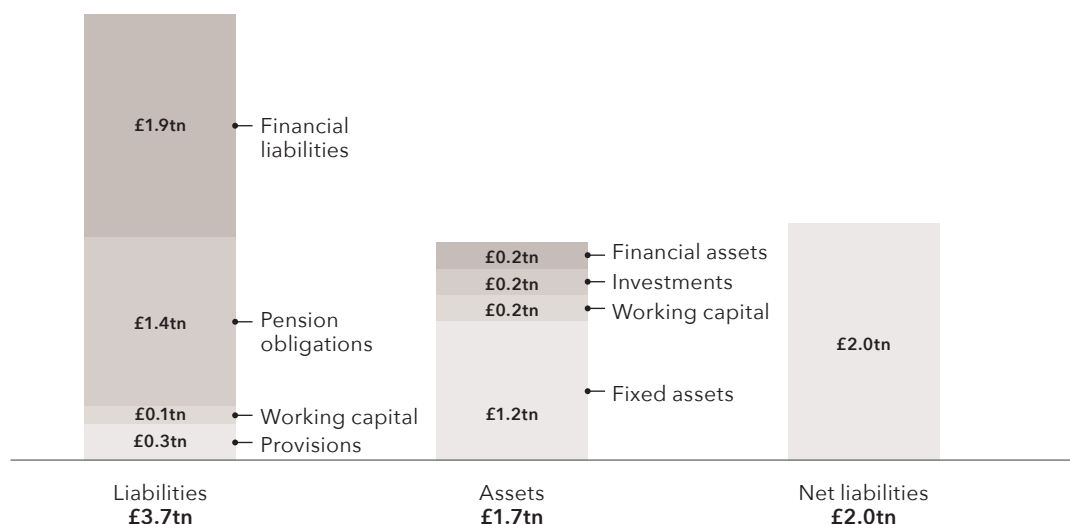 £1.9tn
Financial
liabilities
£1.4tn
Pension
obligations
£0.1tn
Working capital
£0.3tn
Provisions
£0.2tn
Financial assets
£0.2tn
Investments
£0.2tn
Working capital
£1.2tn
Fixed assets
£2.0tn
Liabilities
£3.7tn
Assets
£1.7tn
Net liabilities
£2.0tn